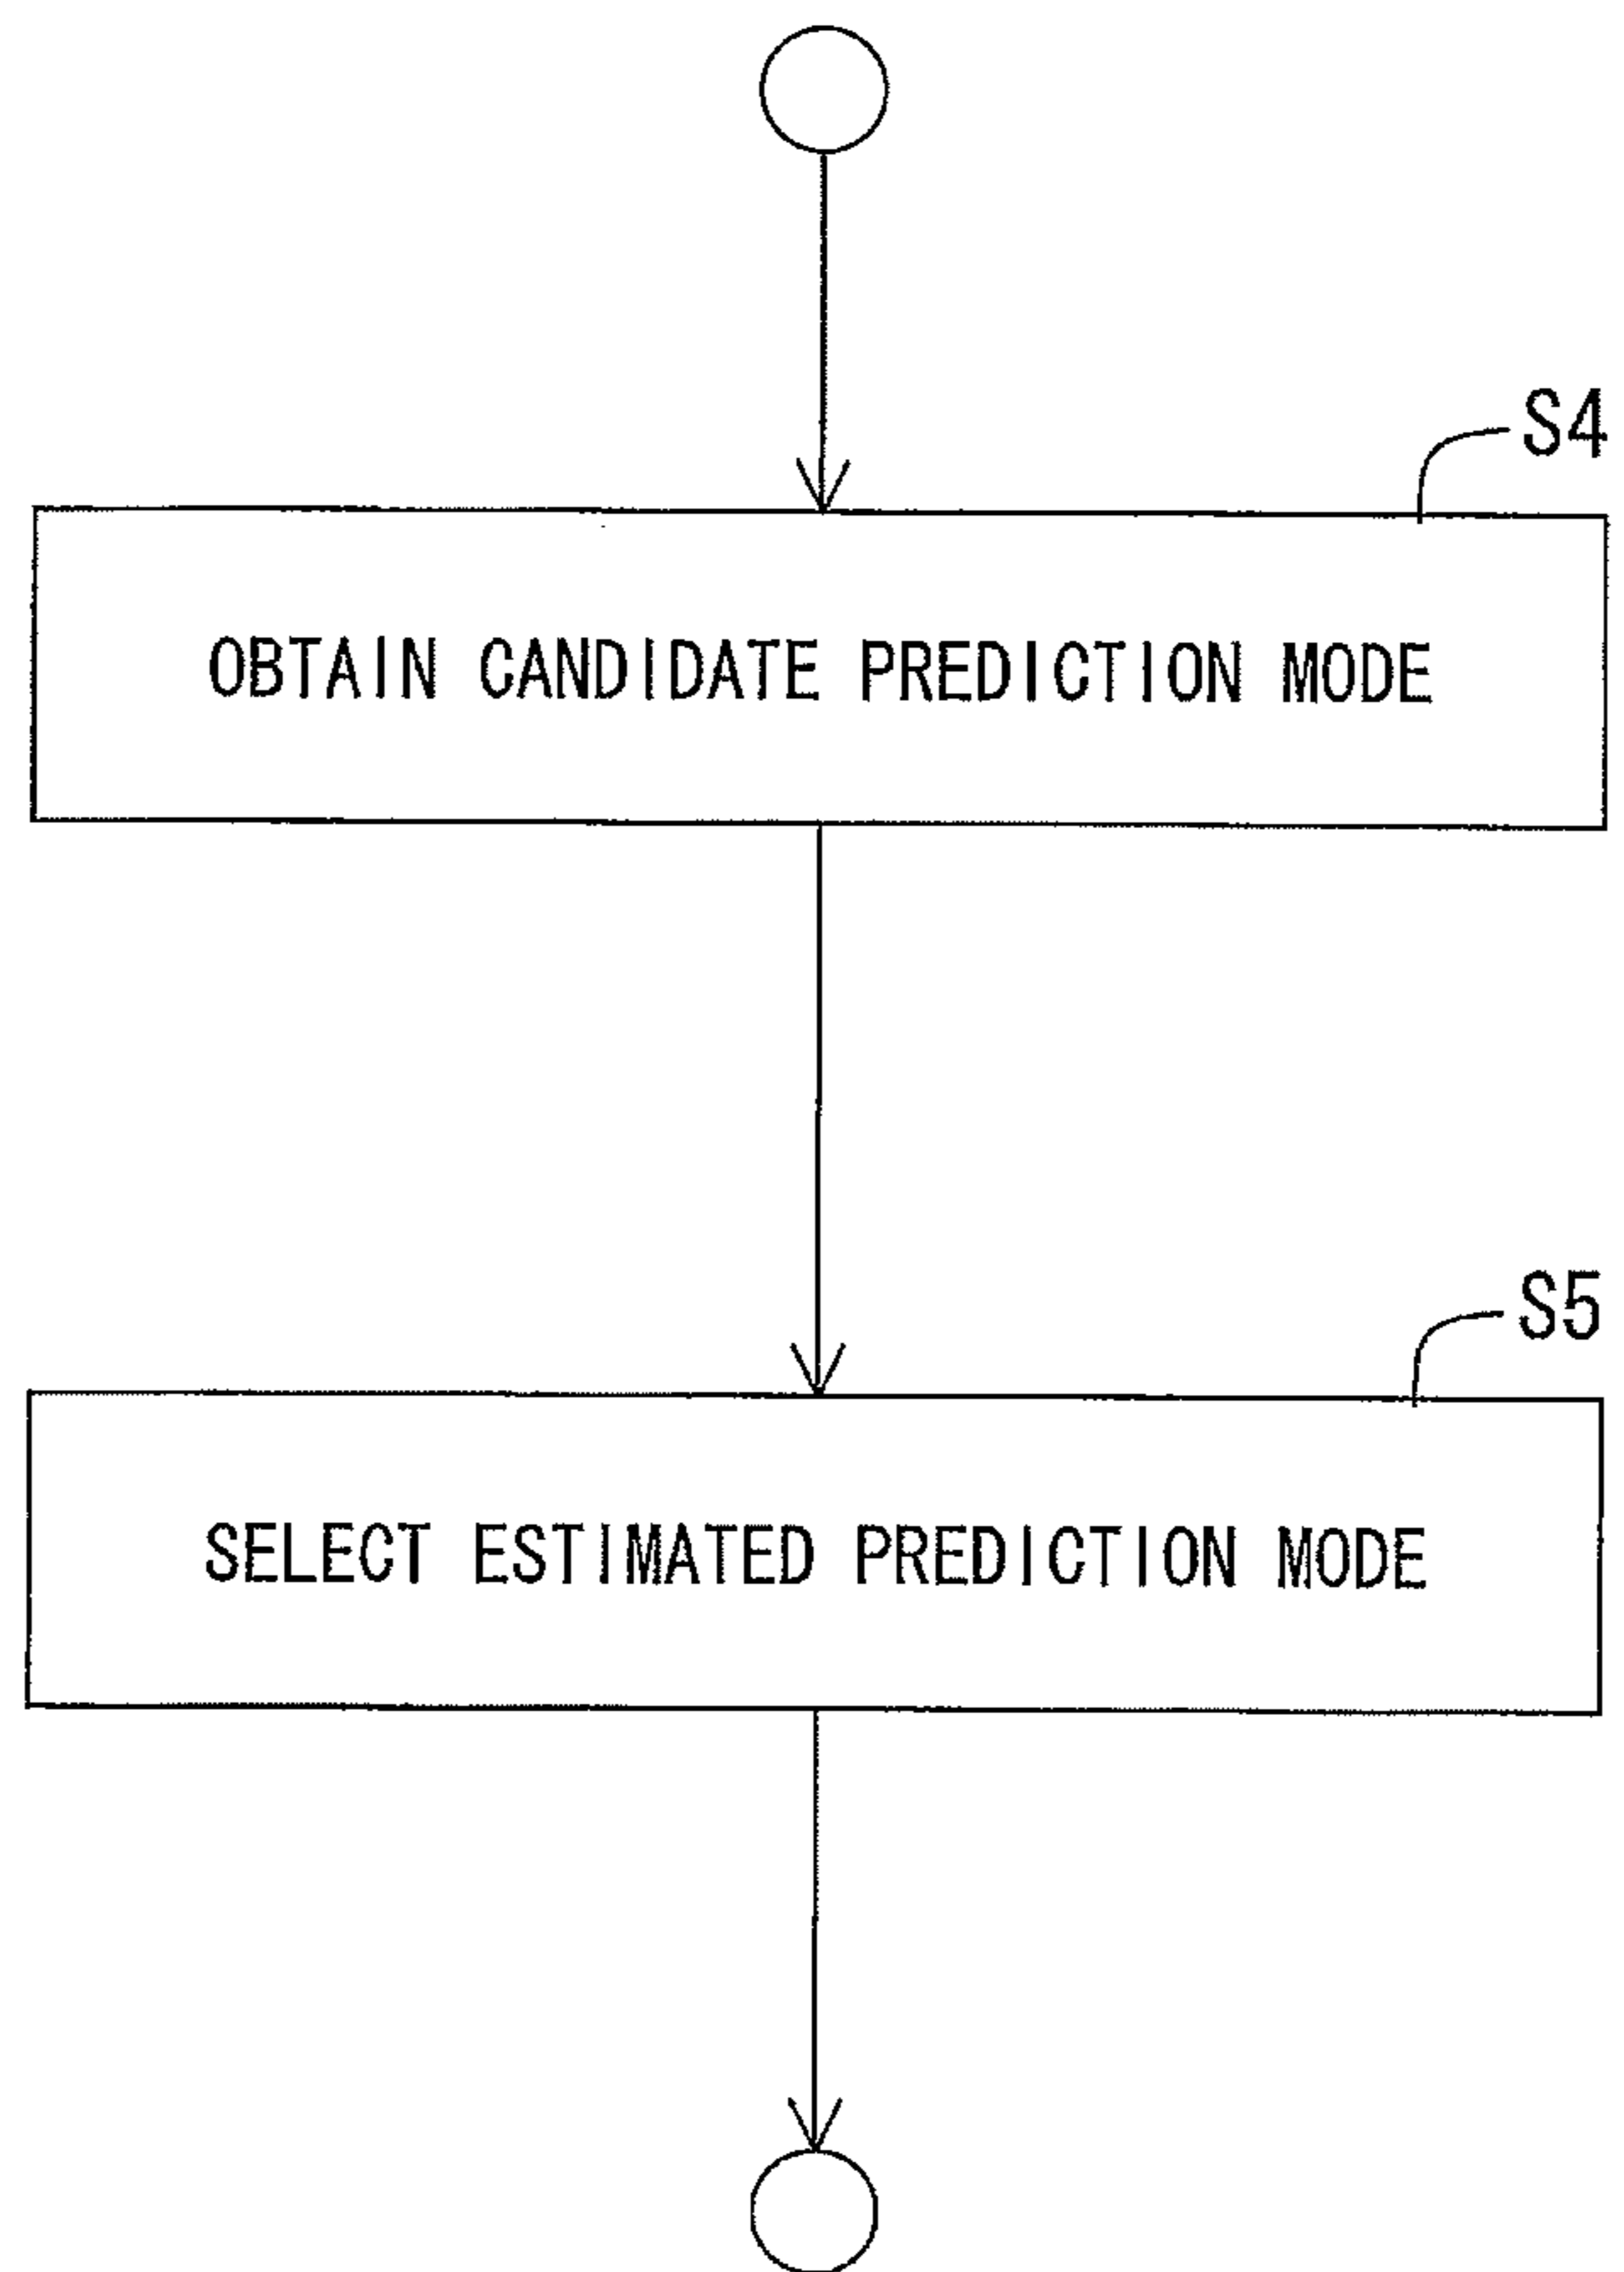 S4
OBTAIN CANDIDATE PREDICTION MODE
S5
SELECT ESTIMATED PREDICTION MODE